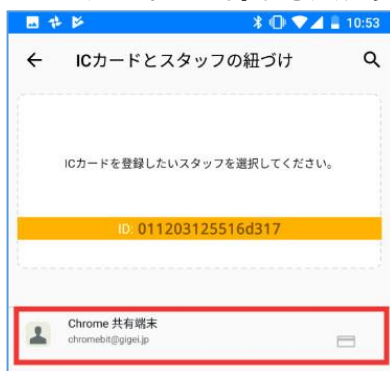 10:53
ICカードとスタッフの紐づけ
ICカードを登録したいスタッフを選択してください。
ID: 011203125516d317
Chrome 共有端末
chromebit@gigei.jp